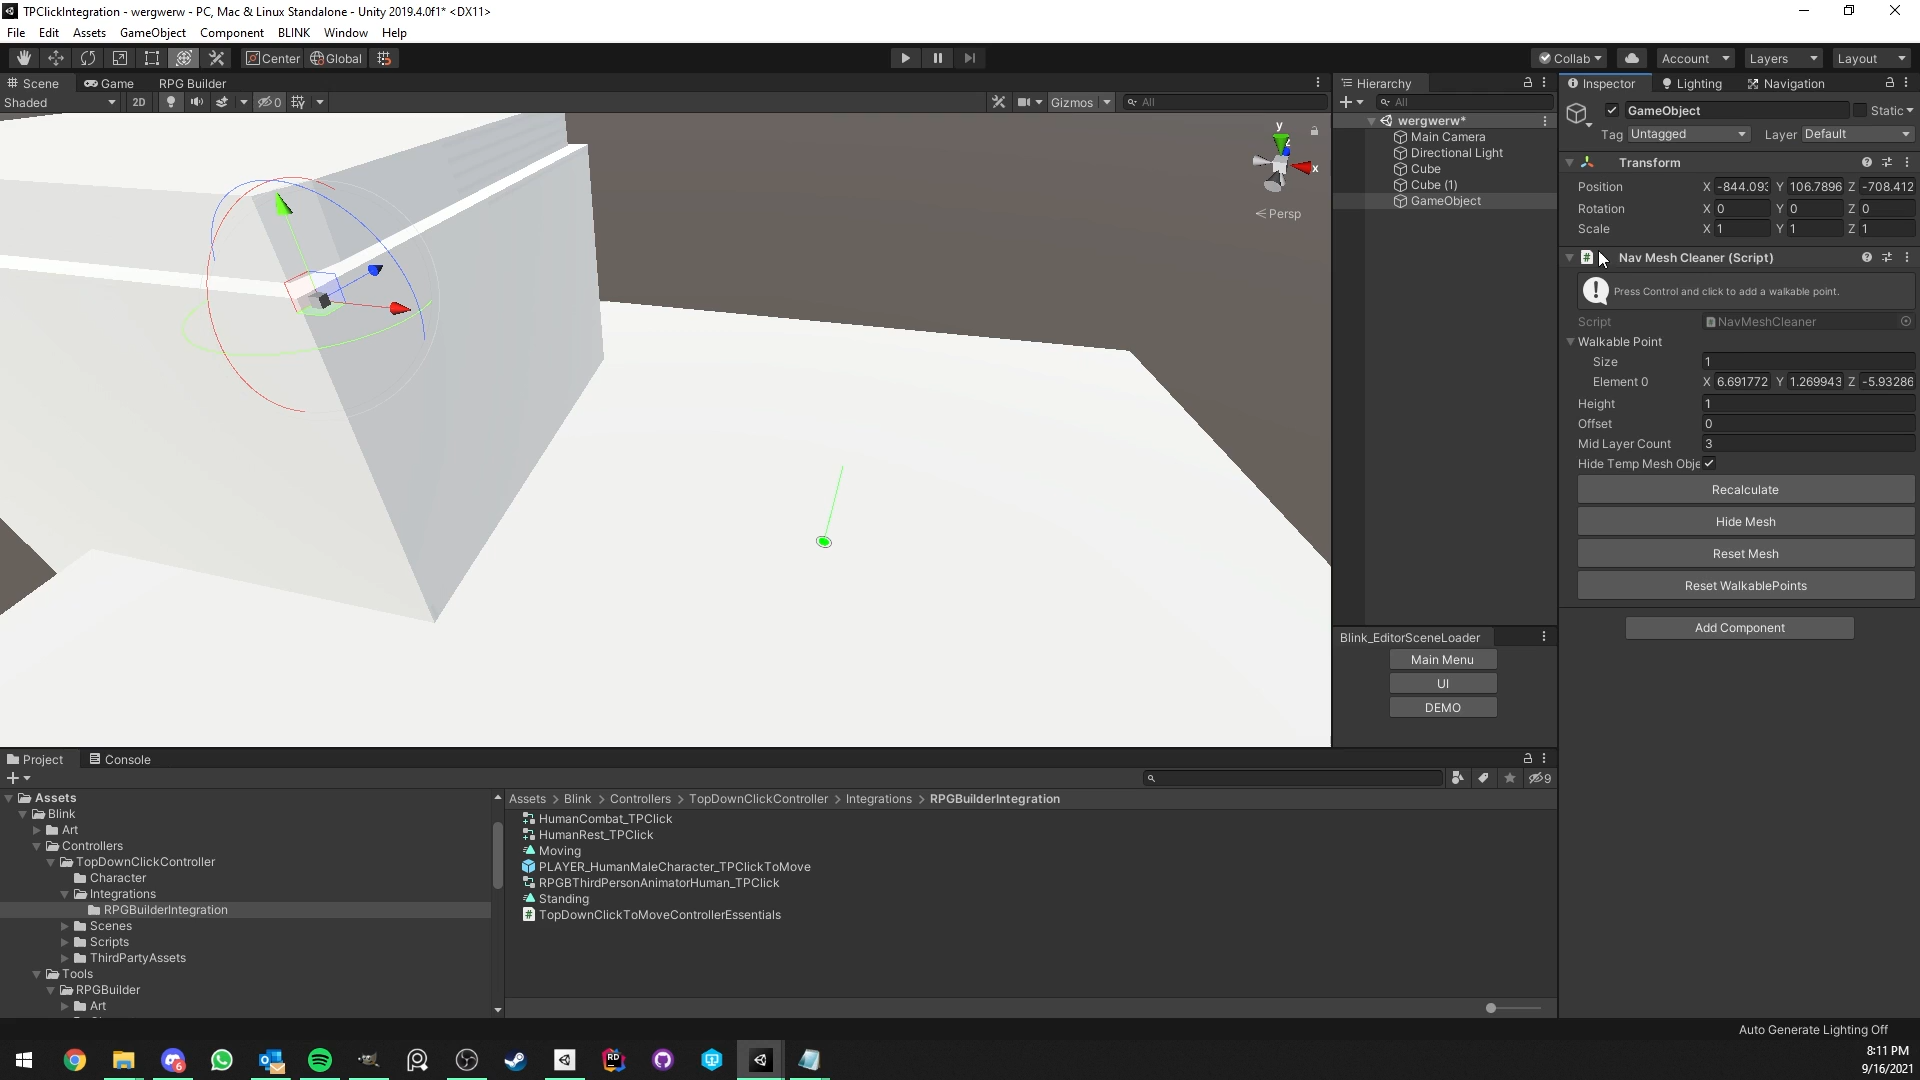 TPClickIntegration - wergwerw - PC, Mac & Linux Standalone - Unity 2019.4.0f1* <DX11>
File Edit Assets GameObject Component BLINK Window Help
Center Global Collab Account Layers Layout
Scene Game RPG Builder
Shaded 2D 0 Gizmos All
y
x
z
Persp
Hierarchy
All
wergwerw*
Main Camera
Directional Light
Cube
Cube (1)
GameObject
Blink_EditorSceneLoader
Main Menu
UI
DEMO
Inspector Lighting Navigation
GameObject Static
Tag Untagged Layer Default
Transform
Position X -844.093 Y 106.7896 Z -708.412
Rotation X 0 Y 0 Z 0
Scale X 1 Y 1 Z 1
# Nav Mesh Cleaner (Script)
Press Control and click to add a walkable point.
Script NavMeshCleaner
Walkable Point
Size 1
Element 0 X 6.691772 Y 1.269943 Z -5.93286
Height 1
Offset 0
Mid Layer Count 3
Hide Temp Mesh Obje
Recalculate
Hide Mesh
Reset Mesh
Reset WalkablePoints
Add Component
Project Console
9
Assets
Blink
Art
Controllers
TopDownClickController
Character
Integrations
RPGBuilderIntegration
Scenes
Scripts
ThirdPartyAssets
Tools
RPGBuilder
Art
Assets > Blink > Controllers > TopDownClickController > Integrations > RPGBuilderIntegration
HumanCombat_TPClick
HumanRest_TPClick
Moving
PLAYER_HumanMaleCharacter_TPClickToMove
RPGBThirdPersonAnimatorHuman_TPClick
Standing
# TopDownClickToMoveControllerEssentials
Auto Generate Lighting Off
6
RD
8:11 PM
9/16/2021